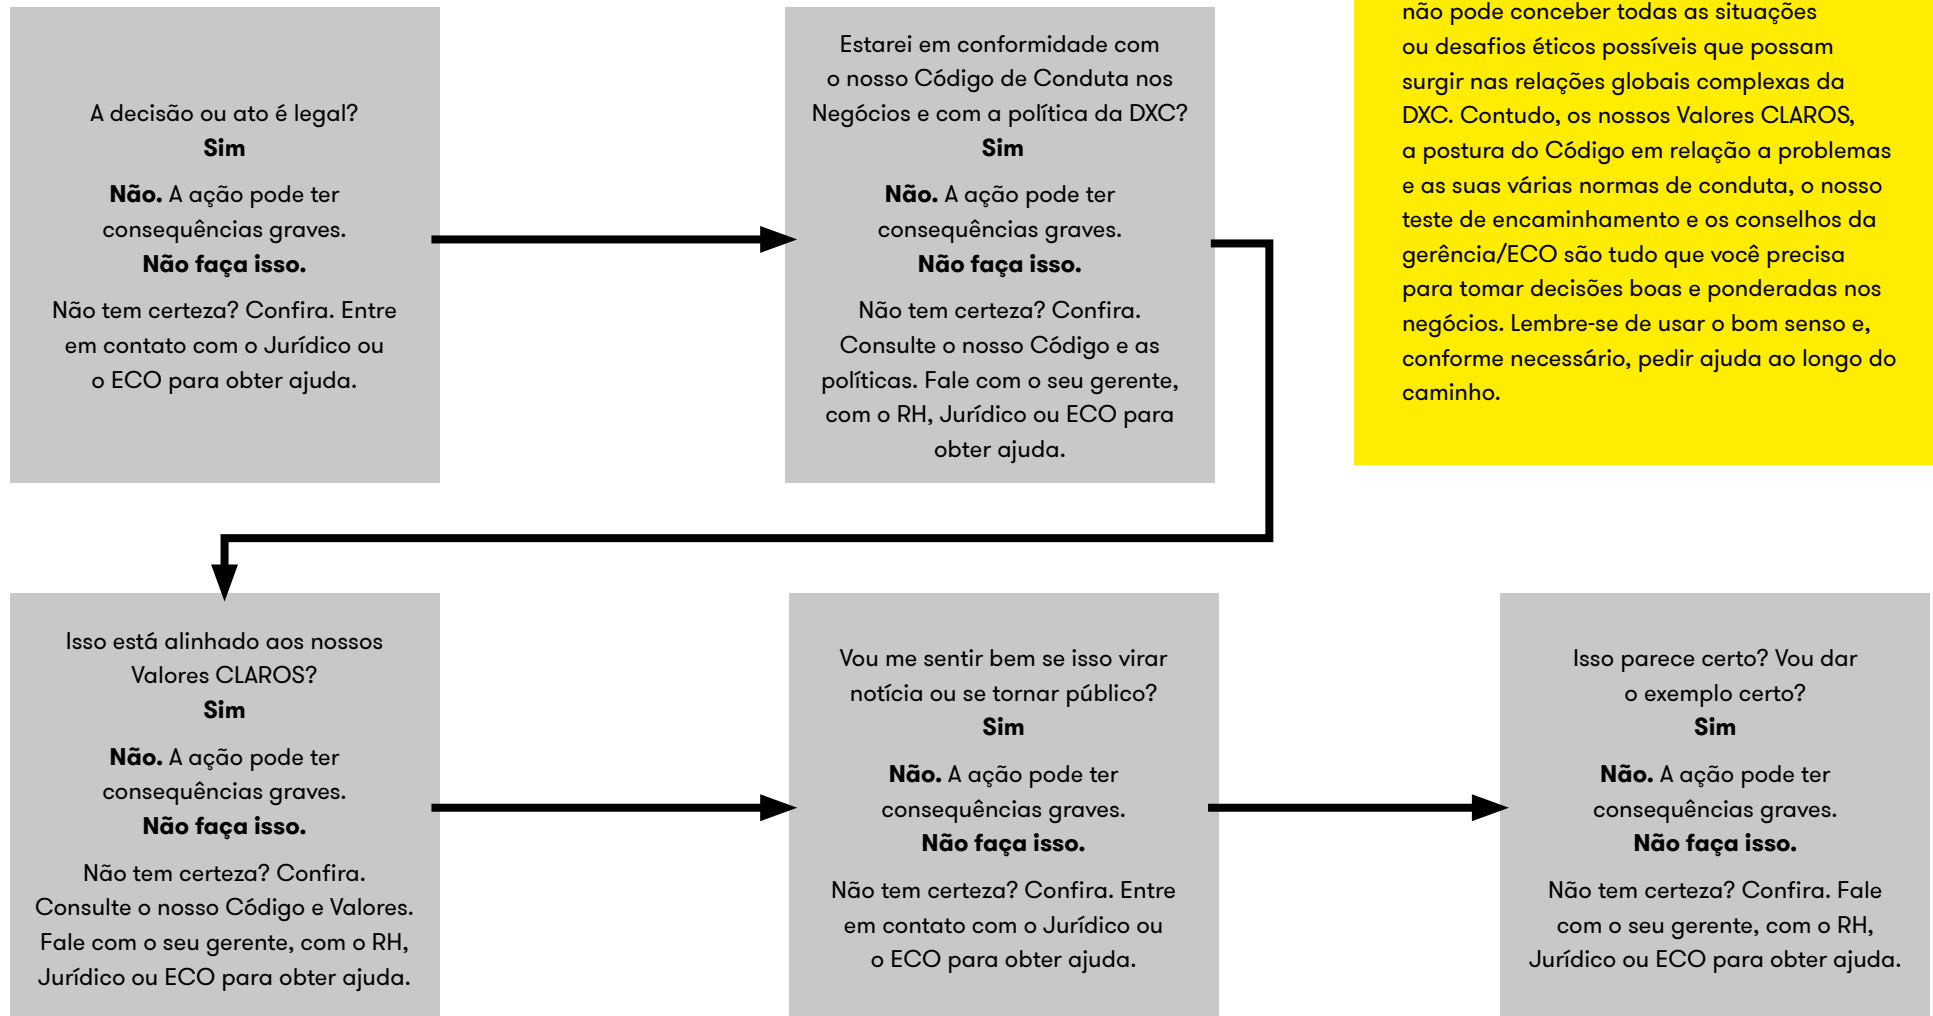 A decisão ou ato é legal?
Sim
Não. A ação pode ter
consequências graves.
Não faça isso.
Não tem certeza? Confira. Entre
em contato com o Jurídico ou
o ECO para obter ajuda.
Estarei em conformidade com
o nosso Código de Conduta nos
Negócios e com a política da DXC?
Sim
Não. A ação pode ter
consequências graves.
Não faça isso.
Não tem certeza? Confira.
Consulte o nosso Código e as
políticas. Fale com o seu gerente,
com o RH, Jurídico ou ECO para
obter ajuda.
não pode conceber todas as situações
ou desafios éticos possíveis que possam
surgir nas relações globais complexas da
DXC. Contudo, os nossos Valores CLAROS,
a postura do Código em relação a problemas
e as suas várias normas de conduta, o nosso
teste de encaminhamento e os conselhos da
gerência/ECO são tudo que você precisa
para tomar decisões boas e ponderadas nos
negócios. Lembre-se de usar o bom senso e,
conforme necessário, pedir ajuda ao longo do
caminho.
Isso está alinhado aos nossos
Valores CLAROS?
Sim
Não. A ação pode ter
consequências graves.
Não faça isso.
Não tem certeza? Confira.
Consulte o nosso Código e Valores.
Fale com o seu gerente, com o RH,
Jurídico ou ECO para obter ajuda.
Vou me sentir bem se isso virar
notícia ou se tornar público?
Sim
Não. A ação pode ter
consequências graves.
Não faça isso.
Não tem certeza? Confira. Entre
em contato com o Jurídico ou
o ECO para obter ajuda.
Isso parece certo? Vou dar
o exemplo certo?
Sim
Não. A ação pode ter
consequências graves.
Não faça isso.
Não tem certeza? Confira. Fale
com o seu gerente, com o RH,
Jurídico ou ECO para obter ajuda.